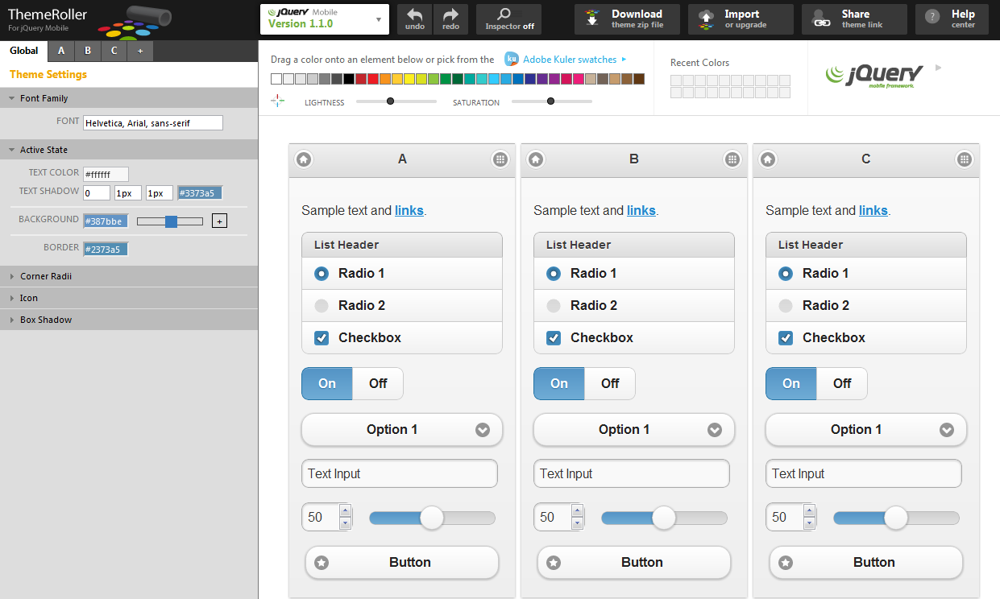 ThemeRoller
For jQuery Mobile
jQuery Mobile
Version 1.1.0
undo
redo
Inspector off
Download
theme zip file
Import
or upgrade
Share
theme link
?
Help
center
Global
A
B
C
+
Theme Settings
Font Family
FONT
Helvetica, Arial, sans-serif
Active State
TEXT COLOR
#ffffff
TEXT SHADOW
0
1px
1px
#3373a5
BACKGROUND
#387bbe
+
BORDER
#2373a5
Corner Radii
Icon
Box Shadow
Drag a color onto an element below or pick from the
ku
Adobe Kuler swatches
LIGHTNESS
SATURATION
Recent Colors
jQuery
mobile framework.
A
Sample text and links.
List Header
Radio 1
Radio 2
Checkbox
On
Off
Option 1
Text Input
50
Button
B
Sample text and links.
List Header
Radio 1
Radio 2
Checkbox
On
Off
Option 1
Text Input
50
Button
C
Sample text and links.
List Header
Radio 1
Radio 2
Checkbox
On
Off
Option 1
Text Input
50
Button